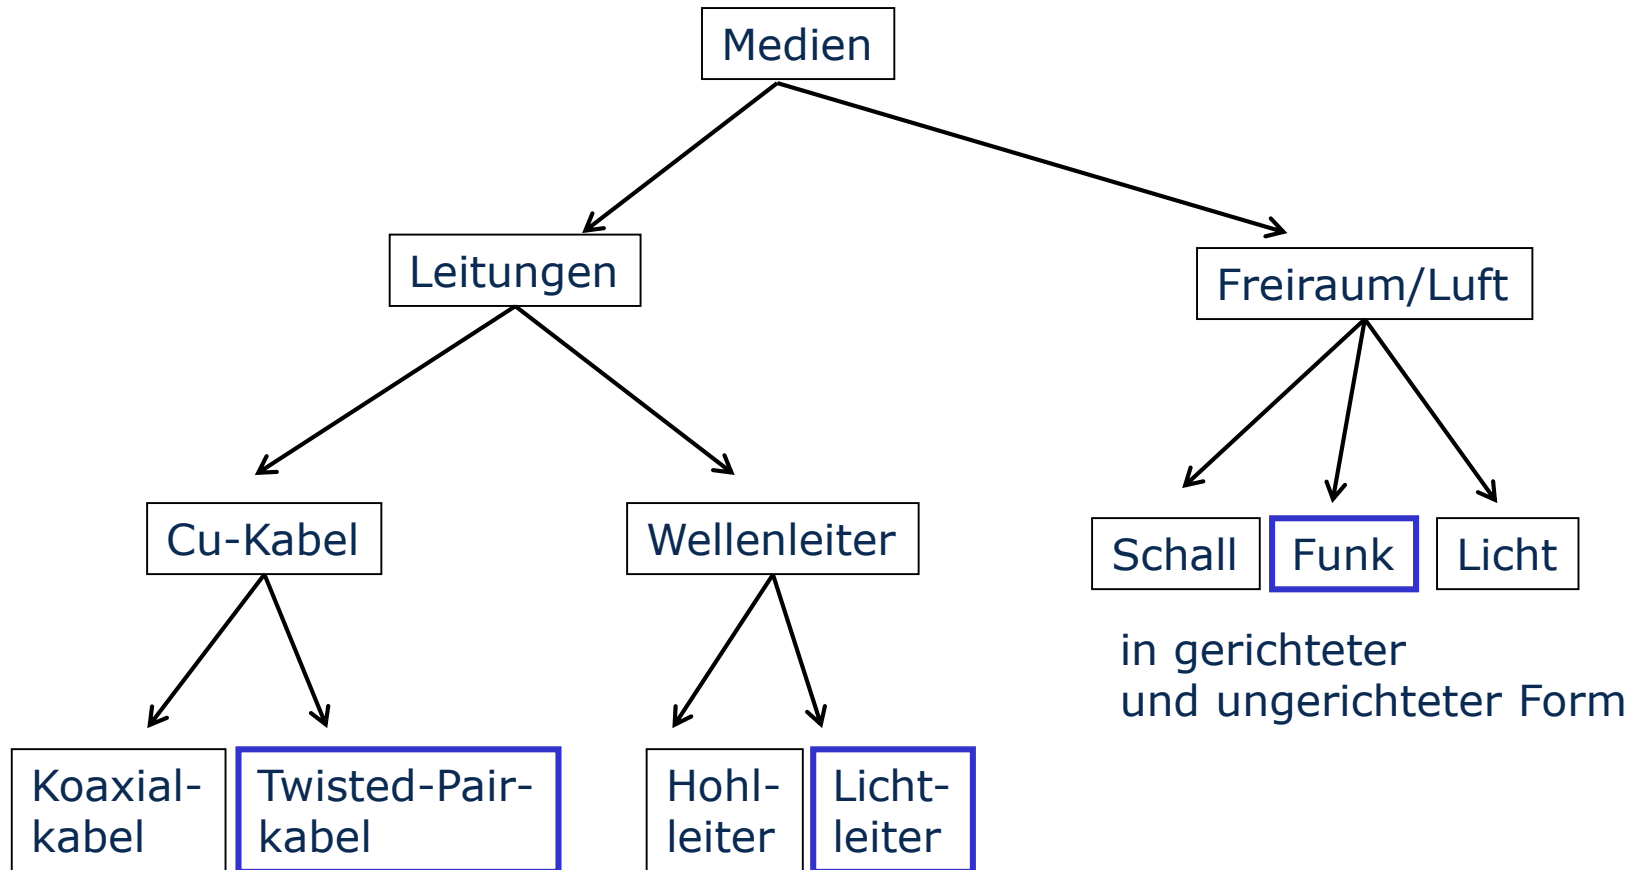 Medien
Leitungen
Freiraum/Luft
Cu-Kabel
Wellenleiter
Schall
Funk
Licht
in gerichteter
und ungerichteter Form
Koaxial-
kabel
Twisted-Pair-
kabel
Hohl-
leiter
Licht-
leiter